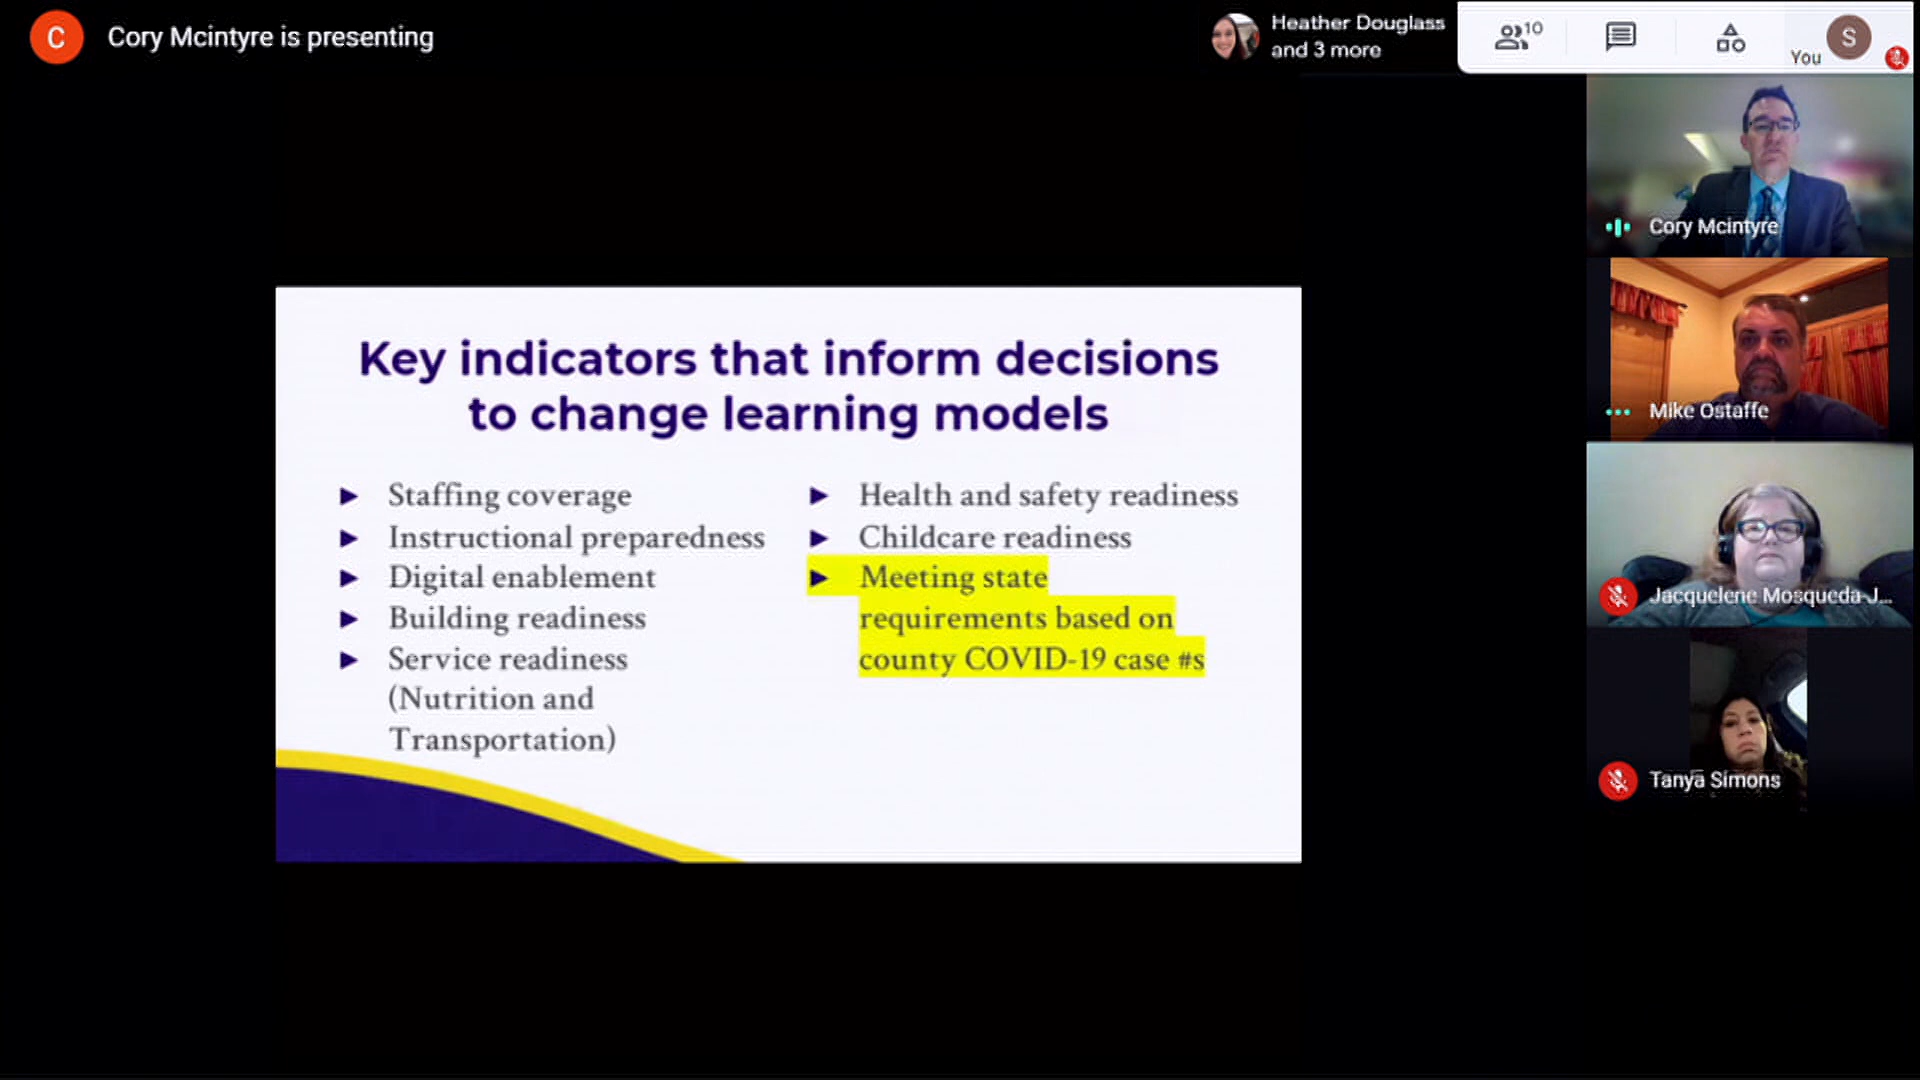 C
Cory Mcintyre is presenting
Heather Douglass
and 3 more
10
You
S
Cory Mcintyre
Mike Ostaffe
Jacquelene Mosqueda-J...
Tanya Simons
Key indicators that inform decisions
to change learning models
► Staffing coverage
► Instructional preparedness
► Digital enablement
► Building readiness
► Service readiness
(Nutrition and
Transportation)
► Health and safety readiness
► Childcare readiness
► Meeting state
requirements based on
county COVID-19 case #s